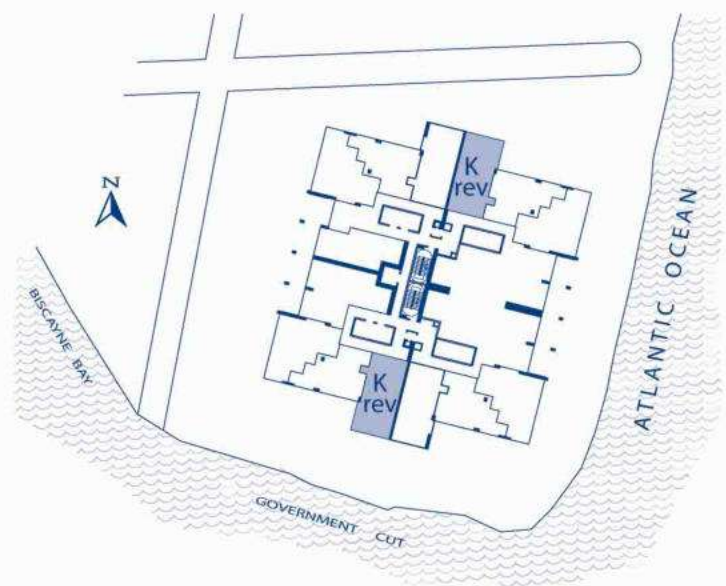 K
rev
N
BISCAYNE BAY
ATLANTIC OCEAN
K
rev
GOVERNMENT CUT